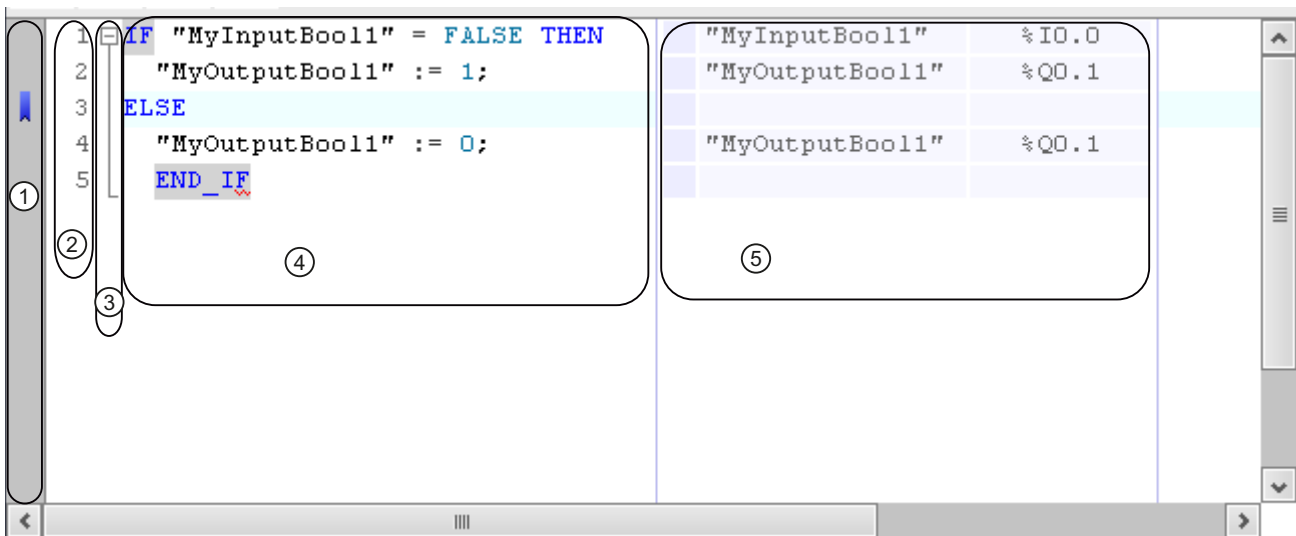 1 IF "MyInputBool1" = FALSE THEN "MyInputBool1" %I0.0
2 "MyOutputBool1" := 1; "MyOutputBool1" %Q0.1
3 ELSE
4 "MyOutputBool1" := 0; "MyOutputBool1" %Q0.1
5 END_IF
1
2
4
5
3